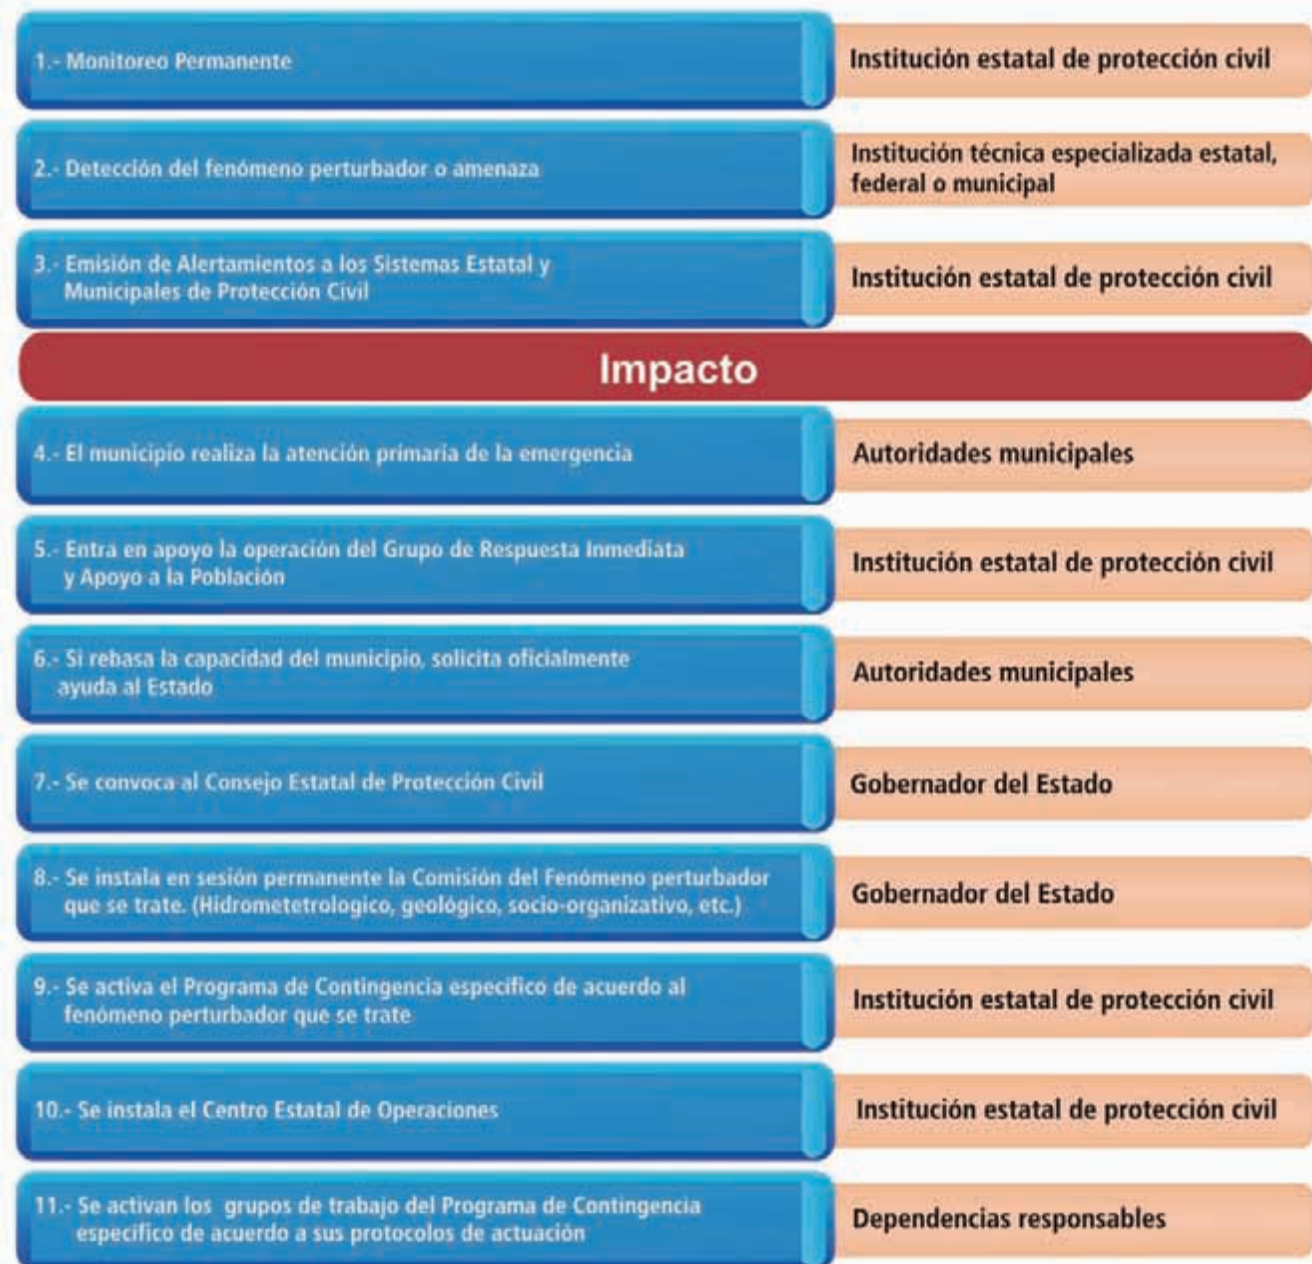 1.- Monitoreo Permanente
Institución estatal de protección civil
2.- Detección del fenómeno perturbador o amenaza
Institución técnica especializada estatal,
federal o municipal
3.- Emisión de Alertamientos a los Sistemas Estatal y
Municipales de Protección Civil
Institución estatal de protección civil
Impacto
4.- El municipio realiza la atención primaria de la emergencia
Autoridades municipales
5.- Entra en apoyo la operación del Grupo de Respuesta Inmediata
y Apoyo a la Población
Institución estatal de protección civil
6.- Si rebasa la capacidad del municipio, solicita oficialmente
ayuda al Estado
Autoridades municipales
7.- Se convoca al Consejo Estatal de Protección Civil
Gobernador del Estado
8.- Se instala en sesión permanente la Comisión del Fenómeno perturbador
que se trate. (Hidrometetrologico, geológico, socio-organizativo, etc.)
Gobernador del Estado
9.- Se activa el Programa de Contingencia específico de acuerdo al
fenómeno perturbador que se trate
Institución estatal de protección civil
10.- Se instala el Centro Estatal de Operaciones
Institución estatal de protección civil
11.- Se activan los grupos de trabajo del Programa de Contingencia
específico de acuerdo a sus protocolos de actuación
Dependencias responsables